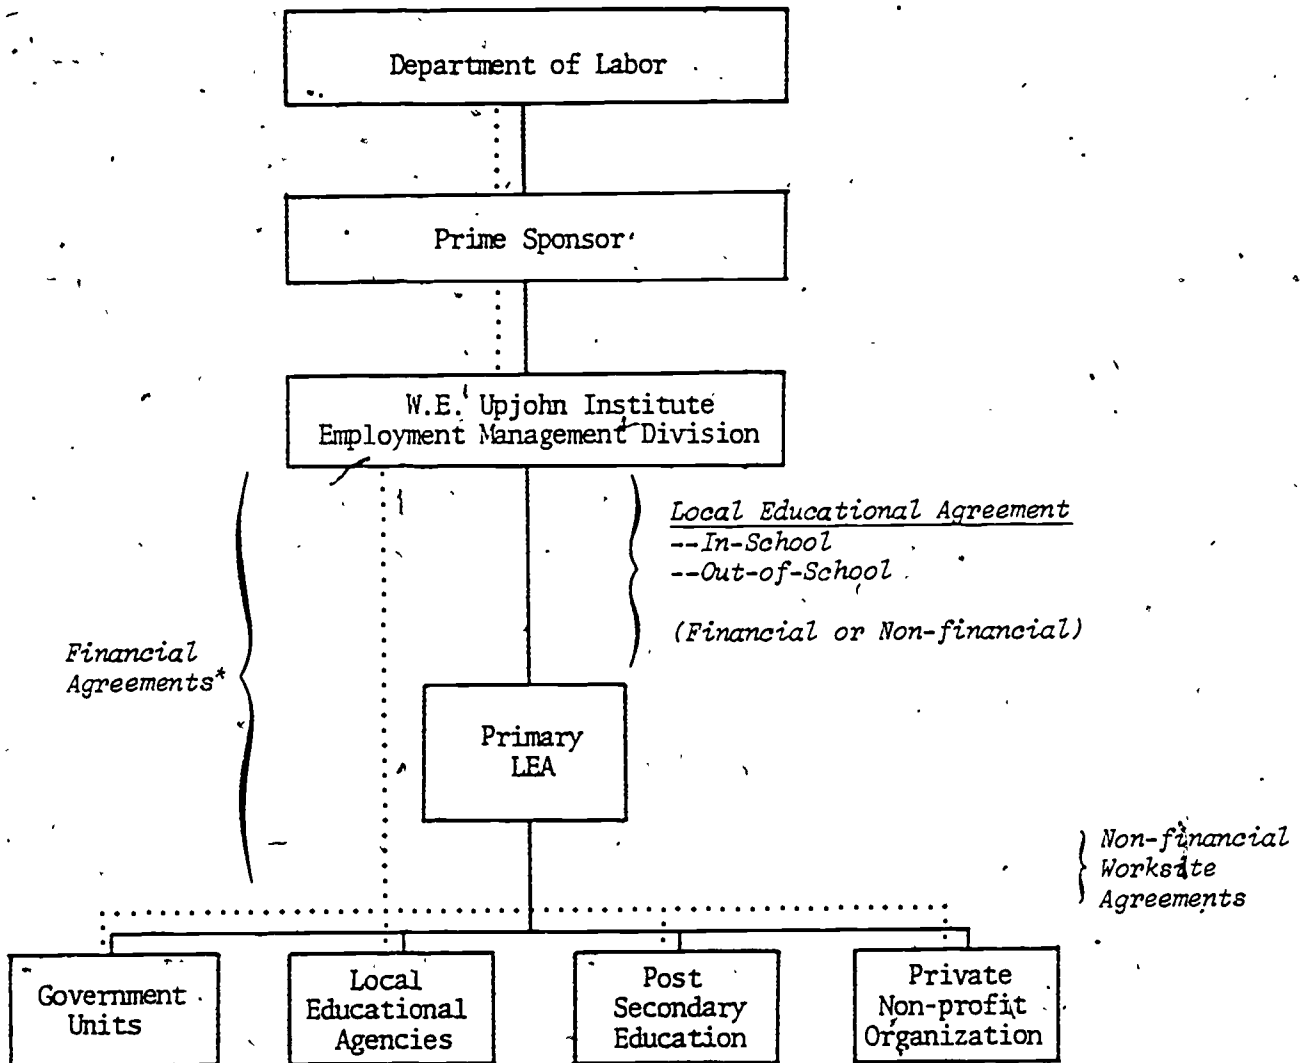 Department of Labor
Prime Sponsor
W.E. Upjohn Institute
Employment Management Division
Local Educational Agreement
--In-School
--Out-of-School
(Financial or Non-financial)
Financial
Agreements*
Primary
LEA
Non-financial
Worksite
Agreements
Government
Units
Local
Educational
Agencies
Post
Secondary
Education
Private
Non-profit
Organization